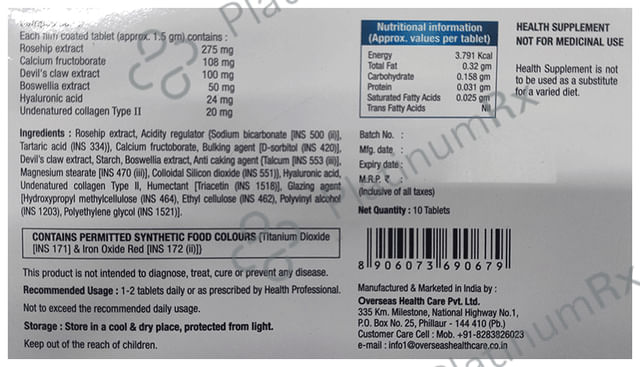 Each film coated tablet (approx. 1.5 gm) contains :
Rosehip extract 275 mg
Calcium fructoborate 108 mg
Devil's claw extract 100 mg
Boswellia extract 50 mg
Hyaluronic acid 24 mg
Undenatured collagen Type II 20 mg
Ingredients : Rosehip extract, Acidity regulator {Sodium bicarbonate [INS 500 (ii)],
Tartaric acid (INS 334)}, Calcium fructoborate, Bulking agent [D-sorbitol (INS 420)],
Devil's claw extract, Starch, Boswellia extract, Anti caking agent {Talcum [INS 553 (iii)],
Magnesium stearate [INS 470 (iii)], Colloidal Silicon dioxide (INS 551)}, Hyaluronic acid,
Undenatured collagen Type II, Humectant [Triacetin (INS 1518)], Glazing agent
[Hydroxypropyl methylcellulose (INS 464), Ethyl cellulose (INS 462), Polyvinyl alcohol
(INS 1203), Polyethylene glycol (INS 1521)].
CONTAINS PERMITTED SYNTHETIC FOOD COLOURS {Titanium Dioxide
[INS 171] & Iron Oxide Red [INS 172 (ii)]}
This product is not intended to diagnose, treat, cure or prevent any disease.
Recommended Usage : 1-2 tablets daily or as prescribed by Health Professional.
Not to exceed the recommended daily usage.
Storage : Store in a cool & dry place, protected from light.
Keep out of the reach of children.
Nutritional information
(Approx. values per tablet)
Energy 3.791 Kcal
Total Fat 0.32 gm
Carbohydrate 0.158 gm
Protein 0.031 gm
Saturated Fatty Acids 0.025 gm
Trans Fatty Acids Nil
HEALTH SUPPLEMENT
NOT FOR MEDICINAL USE
Health Supplement is not
to be used as a substitute
for a varied diet.
Batch No. :
Mfg. date :
Expiry date :
M.R.P. ₹ :
(Inclusive of all taxes)
Net Quantity : 10 Tablets
8 906073 690679
Manufactured & Marketed in India by :
Overseas Health Care Pvt. Ltd.
335 Km. Milestone, National Highway No.1,
P.O. Box No. 25, Phillaur - 144 410 (Pb.)
Customer Care Cell : Mob. +91-8283826023
e-mail : info1@overseashealthcare.co.in
PlatinumRx
PlatinumRx